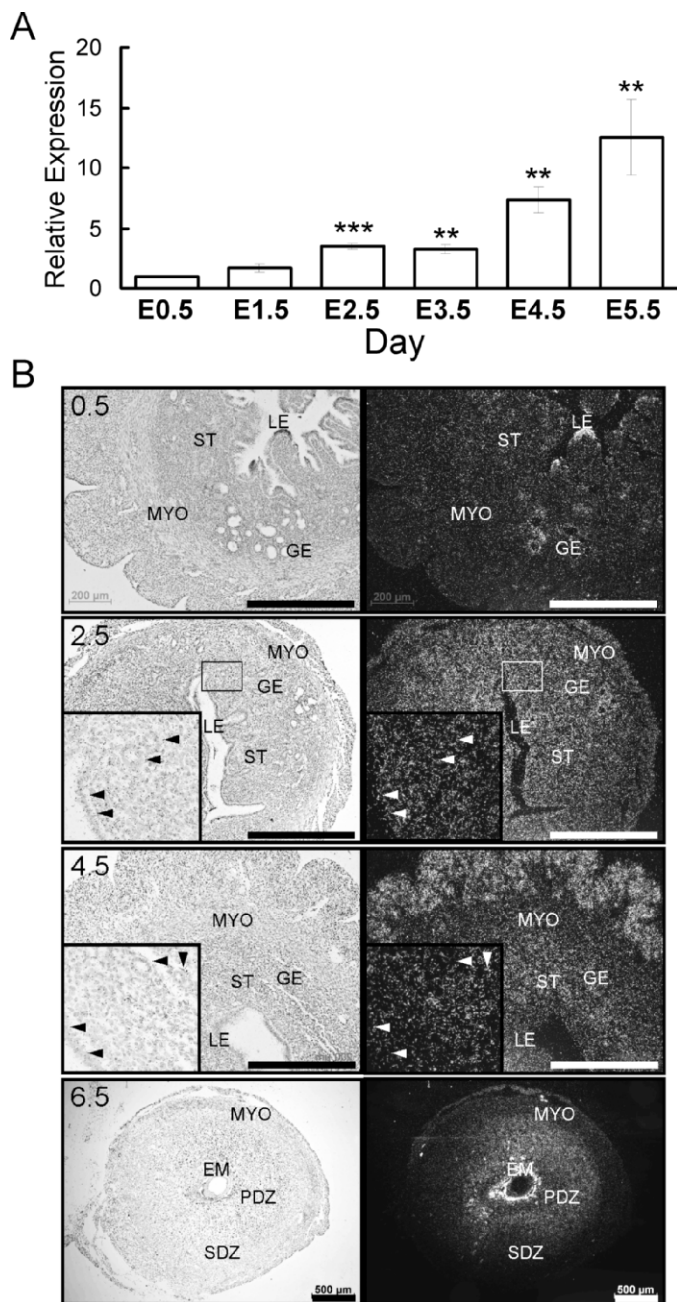 A
Relative Expression
20
15
10
5
0
*** ** ** **
E0.5 E1.5 E2.5 E3.5 E4.5 E5.5
Day
B
0.5 LE ST MYO GE 200 µm
LE ST MYO GE 200 µm
2.5 MYO GE LE ST
MYO GE LE ST
4.5 MYO ST GE LE
MYO ST GE LE
6.5 MYO EM PDZ SDZ 500 µm
MYO EM PDZ SDZ 500 µm